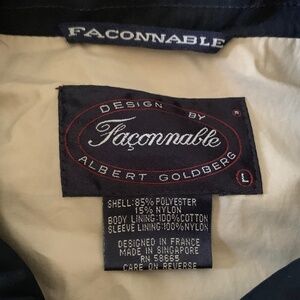 FAÇONNABLE
DESIGN BY
Façonnable
ALBERT GOLDBERG
L
SHELL: 85% POLYESTER
15% NYLON
BODY LINING: 100% COTTON
SLEEVE LINING: 100% NYLON
DESIGNED IN FRANCE
MADE IN SINGAPORE
RN 58665
CARE ON REVERSE